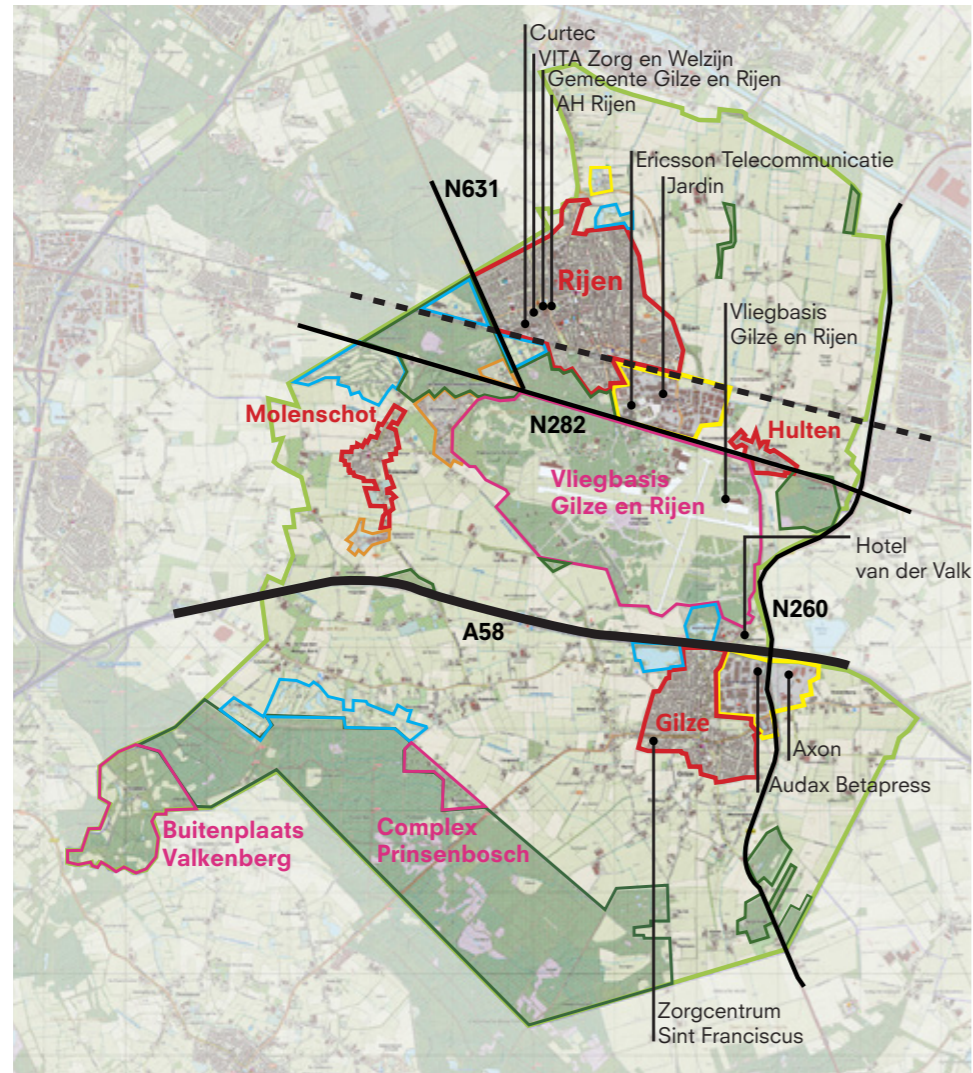 Curtec
VITA Zorg en Welzijn
Gemeente Gilze en Rijen
AH Rijen
Ericsson Telecommunicatie
Jardin
N631
Rijen
Vliegbasis
Gilze en Rijen
Molenschot
N282
Hulten
Vliegbasis
Gilze en Rijen
Hotel
van der Valk
N260
A58
Gilze
Axon
Audax Betapress
Buitenplaats
Valkenberg
Complex
Prinsenbosch
Zorgcentrum
Sint Franciscus